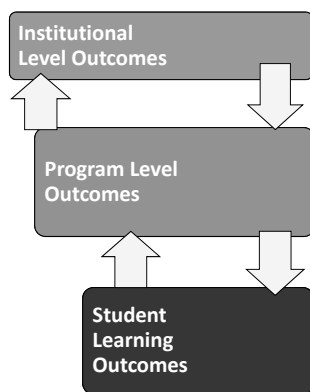 Institutional
Level Outcomes
Program Level
Outcomes
Student
Learning
Outcomes